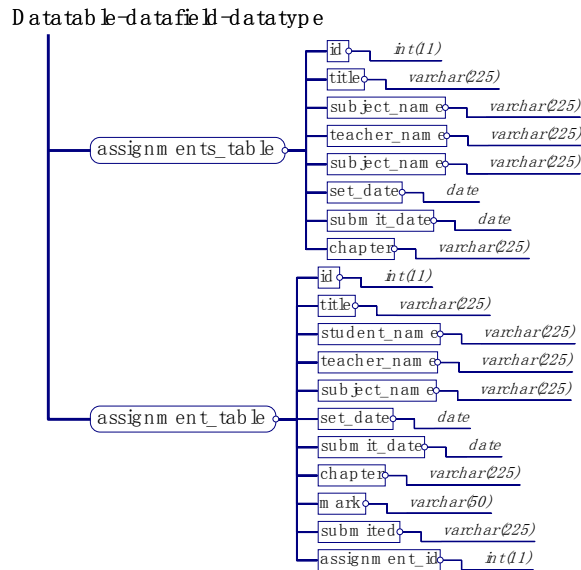 Datatable-datafield-datatype
id int(11)
title varchar(225)
subject_name varchar(225)
teacher_name varchar(225)
assignments_table
subject_name varchar(225)
set_date date
submit_date date
chapter varchar(225)
id int(11)
title varchar(225)
student_name varchar(225)
teacher_name varchar(225)
subject_name varchar(225)
assignment_table
set_date date
submit_date date
chapter varchar(225)
mark varchar(50)
submited varchar(225)
assignment_id int(11)